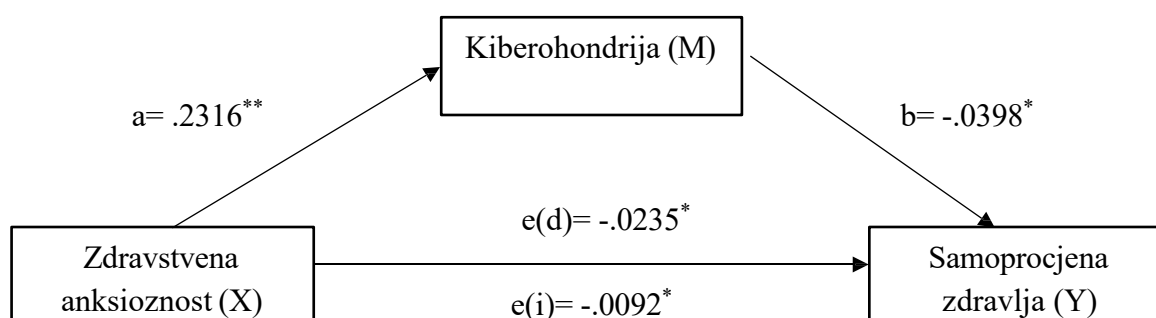 Kiberohondrija (M)
a= .2316**
b= -.0398*
e(d)= -.0235*
Zdravstvena
anksioznost (X)
Samoprocjena
zdravlja (Y)
e(i)= -.0092*